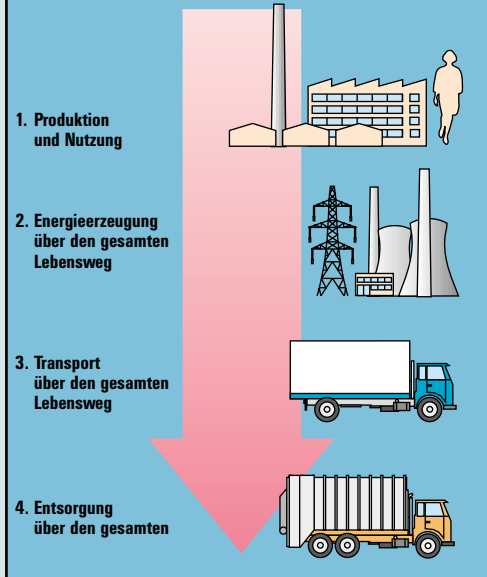 1. Produktion
und Nutzung
2. Energieerzeugung
über den gesamten
Lebensweg
3. Transport
über den gesamten
Lebensweg
4. Entsorgung
über den gesamten